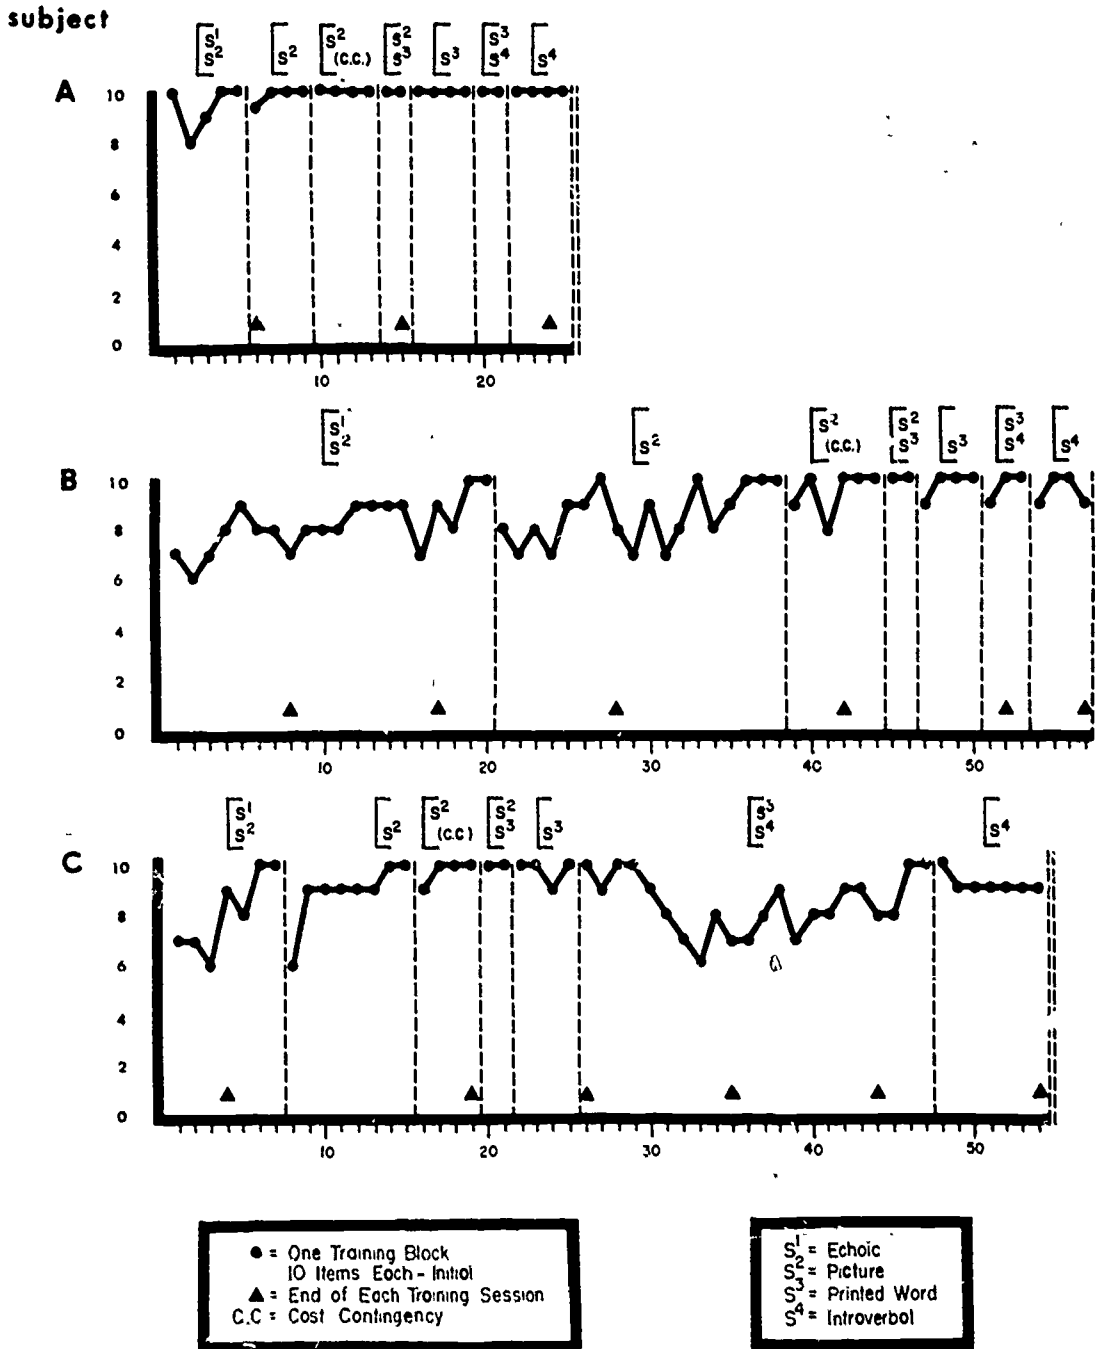 subject
S¹ S² S² S² S³ S² S³ S³ S⁴ S⁴
(C.C.)
A
10
8
6
4
2
0
10 20
S¹ S² S² S² S³ S² S³ S³ S⁴ S⁴
(C.C.)
B
10
8
6
4
2
0
10 20 30 40 50
S¹ S² S² S² S³ S² S³ S³ S⁴ S⁴
(C.C)
C
10
8
6
4
2
0
10 20 30 40 50
● = One Training Block
10 Items Each - Initial
▲ = End of Each Training Session
C.C = Cost Contingency
S¹ = Echoic
S² = Picture
S³ = Printed Word
S⁴ = Introverbol